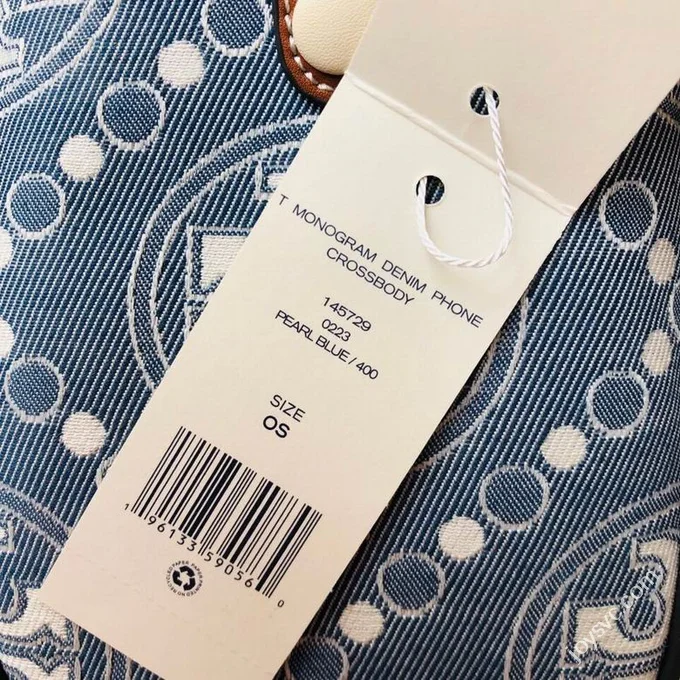 T MONOGRAM DENIM PHONE
CROSSBODY
145729
0223
PEARL BLUE / 400
SIZE
OS
1 96133 59056 0